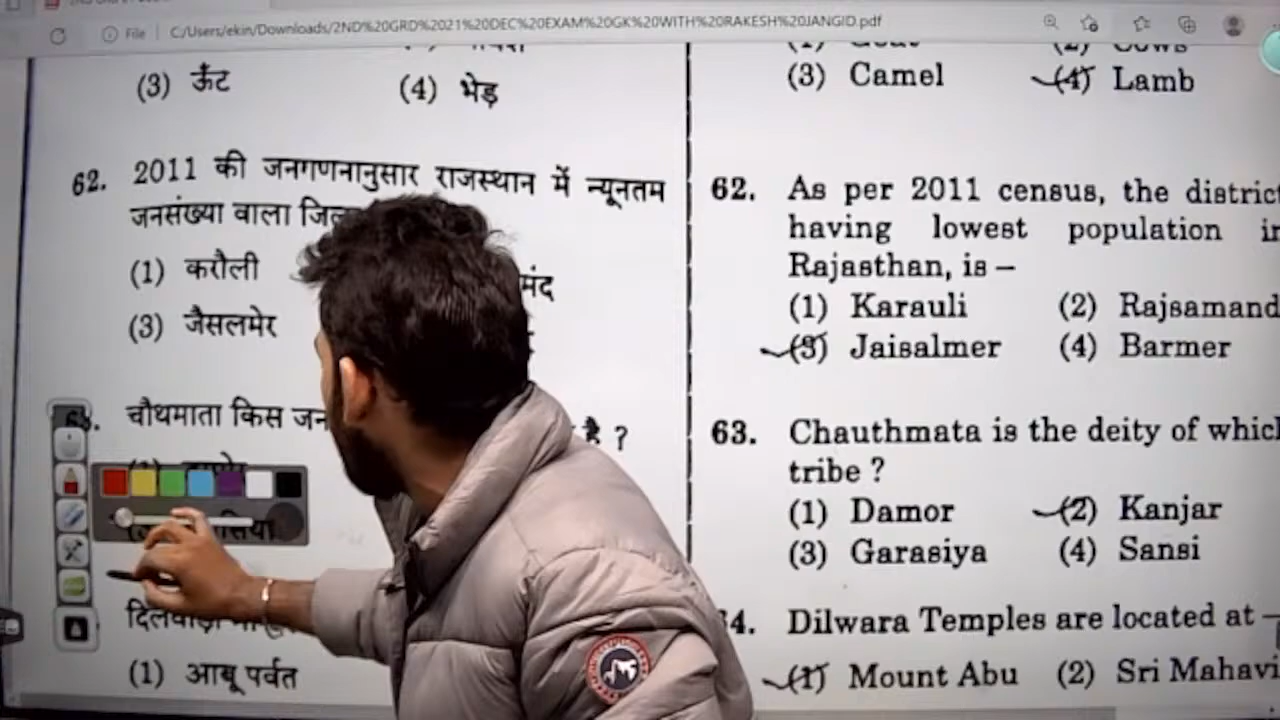 File
C:/Users/ekin/Downloads/2ND%20GRD%2021%20DEC%20EXAM%20GK%20WITH%20RAKESH%20JANGID.pdf
(3) ऊँट (4) भेड़
62. 2011 की जनगणनानुसार राजस्थान में न्यूनतम
जनसंख्या वाला
(1) करौली
(3) जैसलमेर
चौथमाता किस है ?
(1) आबू पर्वत
(3) Camel (4) Lamb
62. As per 2011 census, the district
having lowest population in
Rajasthan, is –
(1) Karauli (2) Rajsamand
(3) Jaisalmer (4) Barmer
63. Chauthmata is the deity of which
tribe ?
(1) Damor (2) Kanjar
(3) Garasiya (4) Sansi
Dilwara Temples are located at –
(1) Mount Abu (2) Sri